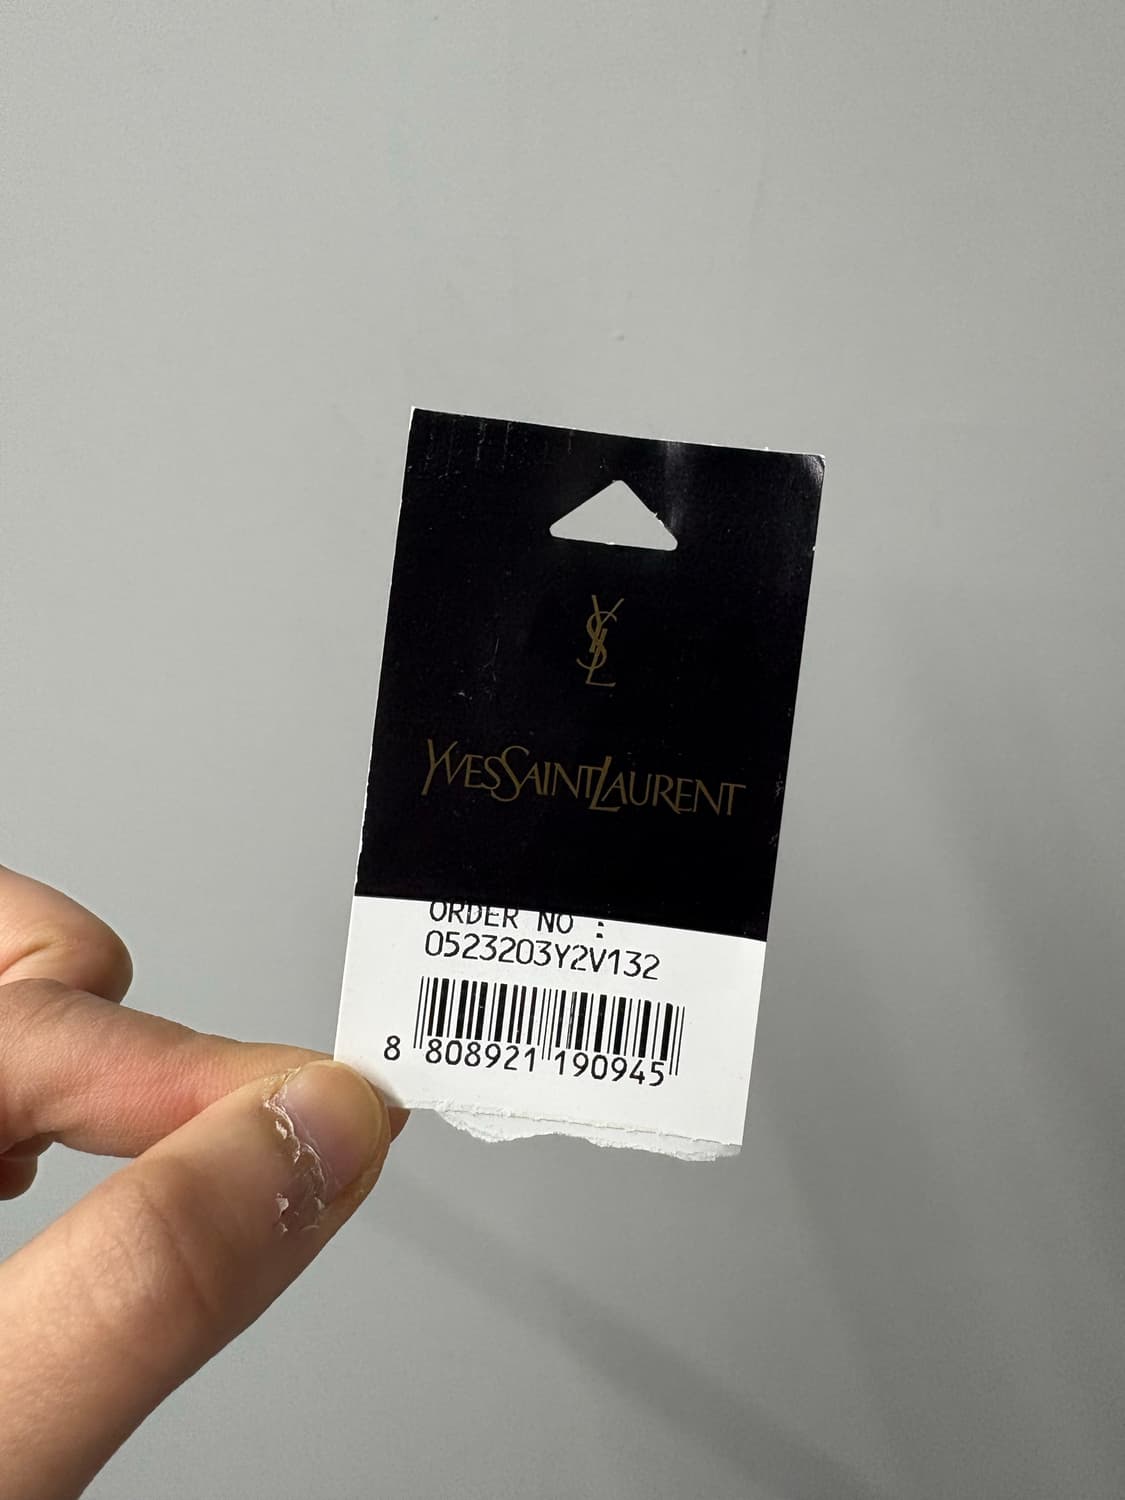 YSL
YVESSAINTLAURENT
ORDER NO :
0523203Y2V132
8 808921 190945